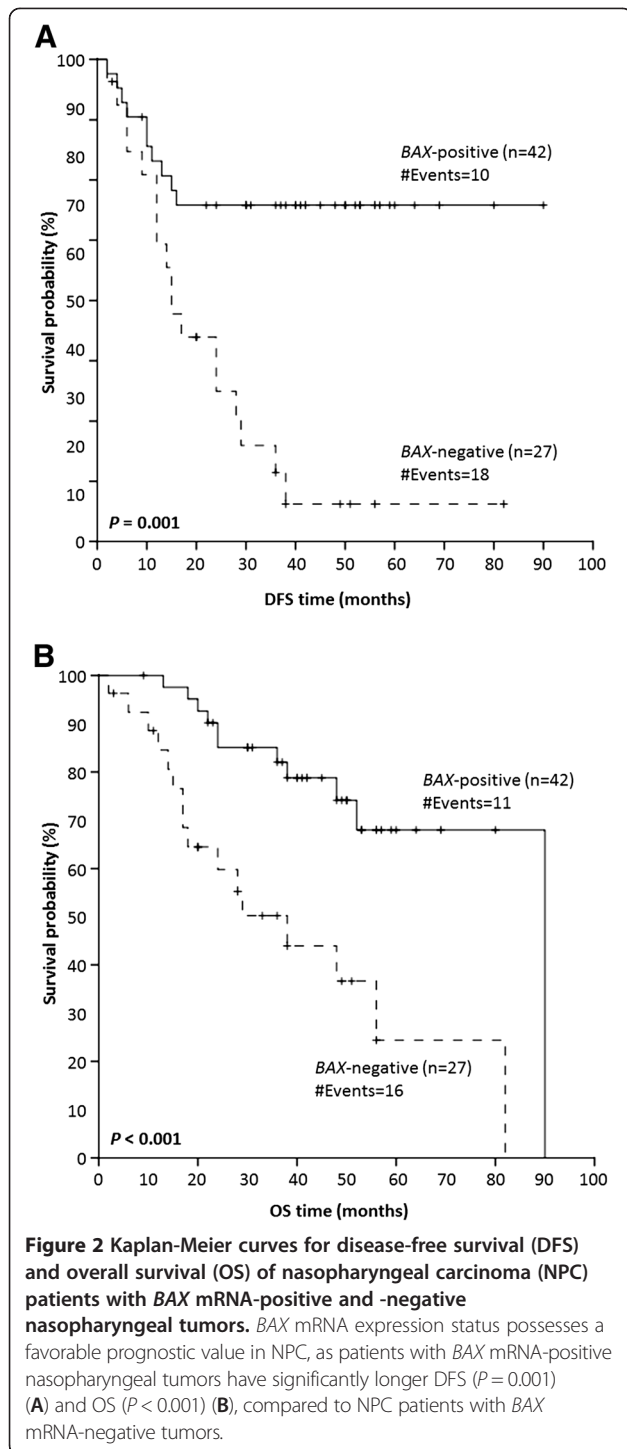 A
100
90
80
70
60
50
40
30
20
10
0
Survival probability (%)
BAX-positive (n=42)
#Events=10
BAX-negative (n=27)
#Events=18
P = 0.001
0 10 20 30 40 50 60 70 80 90 100
DFS time (months)
B
100
90
80
70
60
50
40
30
20
10
0
Survival probability (%)
BAX-positive (n=42)
#Events=11
BAX-negative (n=27)
#Events=16
P < 0.001
0 10 20 30 40 50 60 70 80 90 100
OS time (months)
Figure 2 Kaplan-Meier curves for disease-free survival (DFS)
and overall survival (OS) of nasopharyngeal carcinoma (NPC)
patients with BAX mRNA-positive and -negative
nasopharyngeal tumors. BAX mRNA expression status possesses a
favorable prognostic value in NPC, as patients with BAX mRNA-positive
nasopharyngeal tumors have significantly longer DFS (P = 0.001)
(A) and OS (P < 0.001) (B), compared to NPC patients with BAX
mRNA-negative tumors.